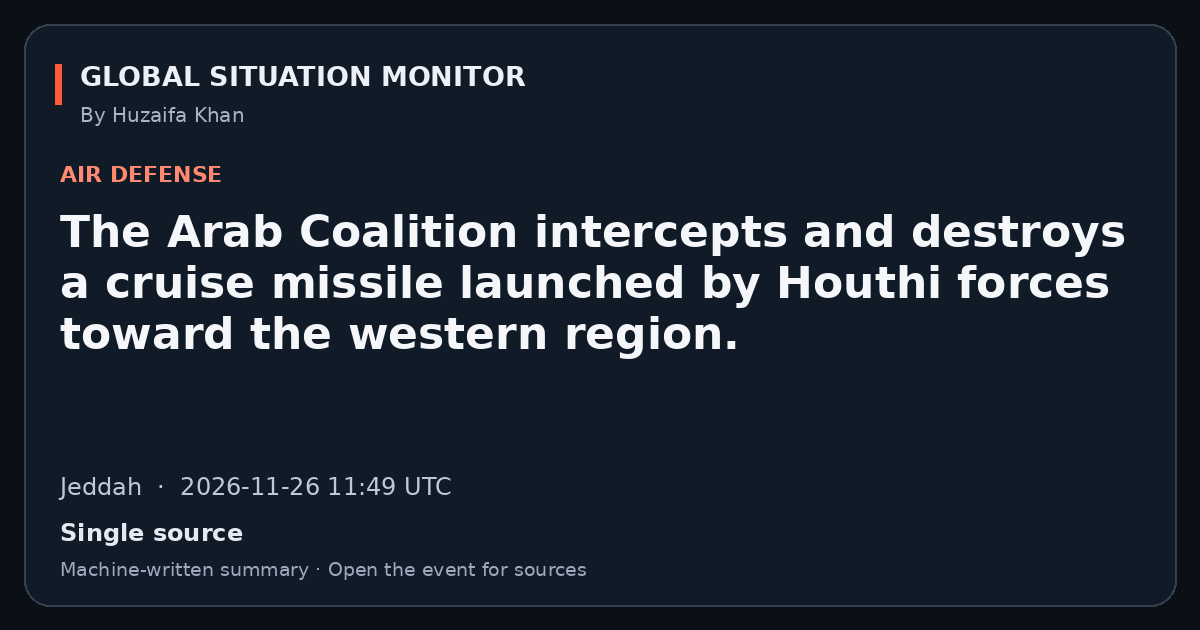 GLOBAL SITUATION MONITOR
By Huzaifa Khan
AIR DEFENSE
The Arab Coalition intercepts and destroys
a cruise missile launched by Houthi forces
toward the western region.
Jeddah · 2026-11-26 11:49 UTC
Single source
Machine-written summary · Open the event for sources